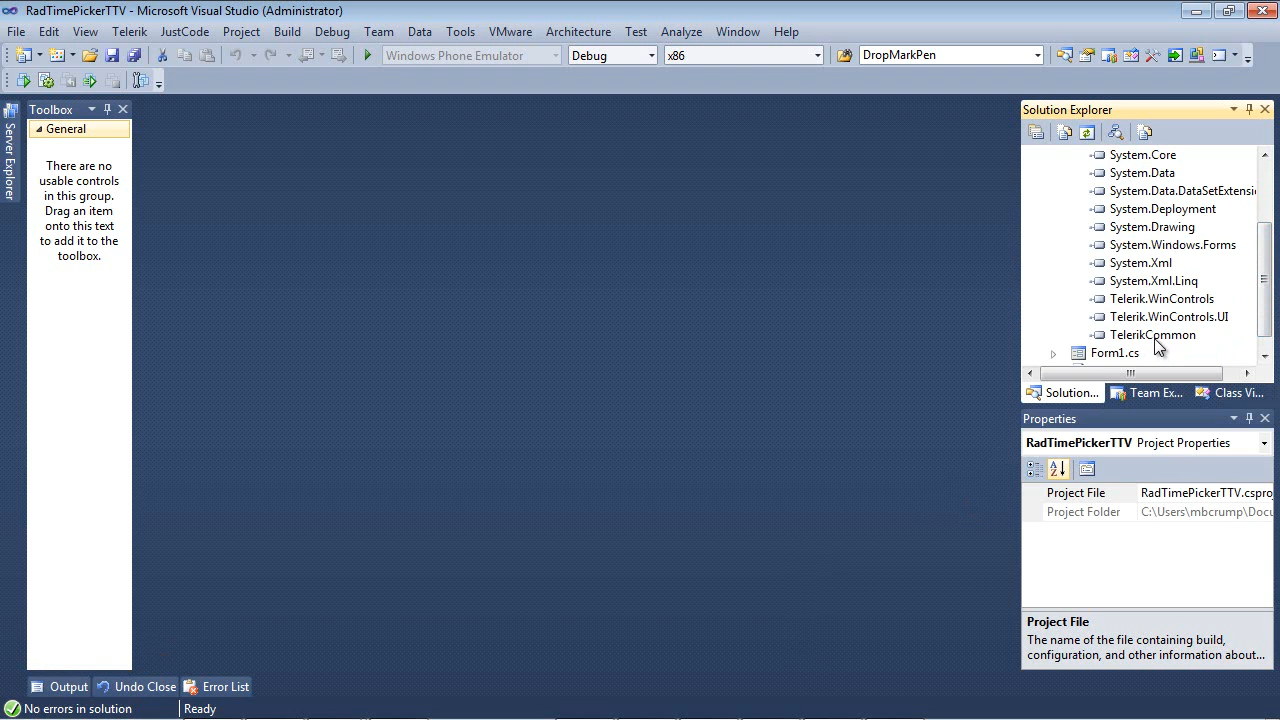 RadTimePickerTTV - Microsoft Visual Studio (Administrator)
File Edit View Telerik JustCode Project Build Debug Team Data Tools VMware Architecture Test Analyze Window Help
Windows Phone Emulator Debug x86 DropMarkPen
Server Explorer
Toolbox
General
There are no
usable controls
in this group.
Drag an item
onto this text
to add it to the
toolbox.
Solution Explorer
System.Core
System.Data
System.Data.DataSetExtensi
System.Deployment
System.Drawing
System.Windows.Forms
System.Xml
System.Xml.Linq
Telerik.WinControls
Telerik.WinControls.UI
TelerikCommon
Form1.cs
Solution... Team Ex... Class Vi...
Properties
RadTimePickerTTV Project Properties
Project File RadTimePickerTTV.csproj
Project Folder C:\Users\mbcrump\Docu
Project File
The name of the file containing build,
configuration, and other information about...
Output Undo Close Error List
No errors in solution Ready